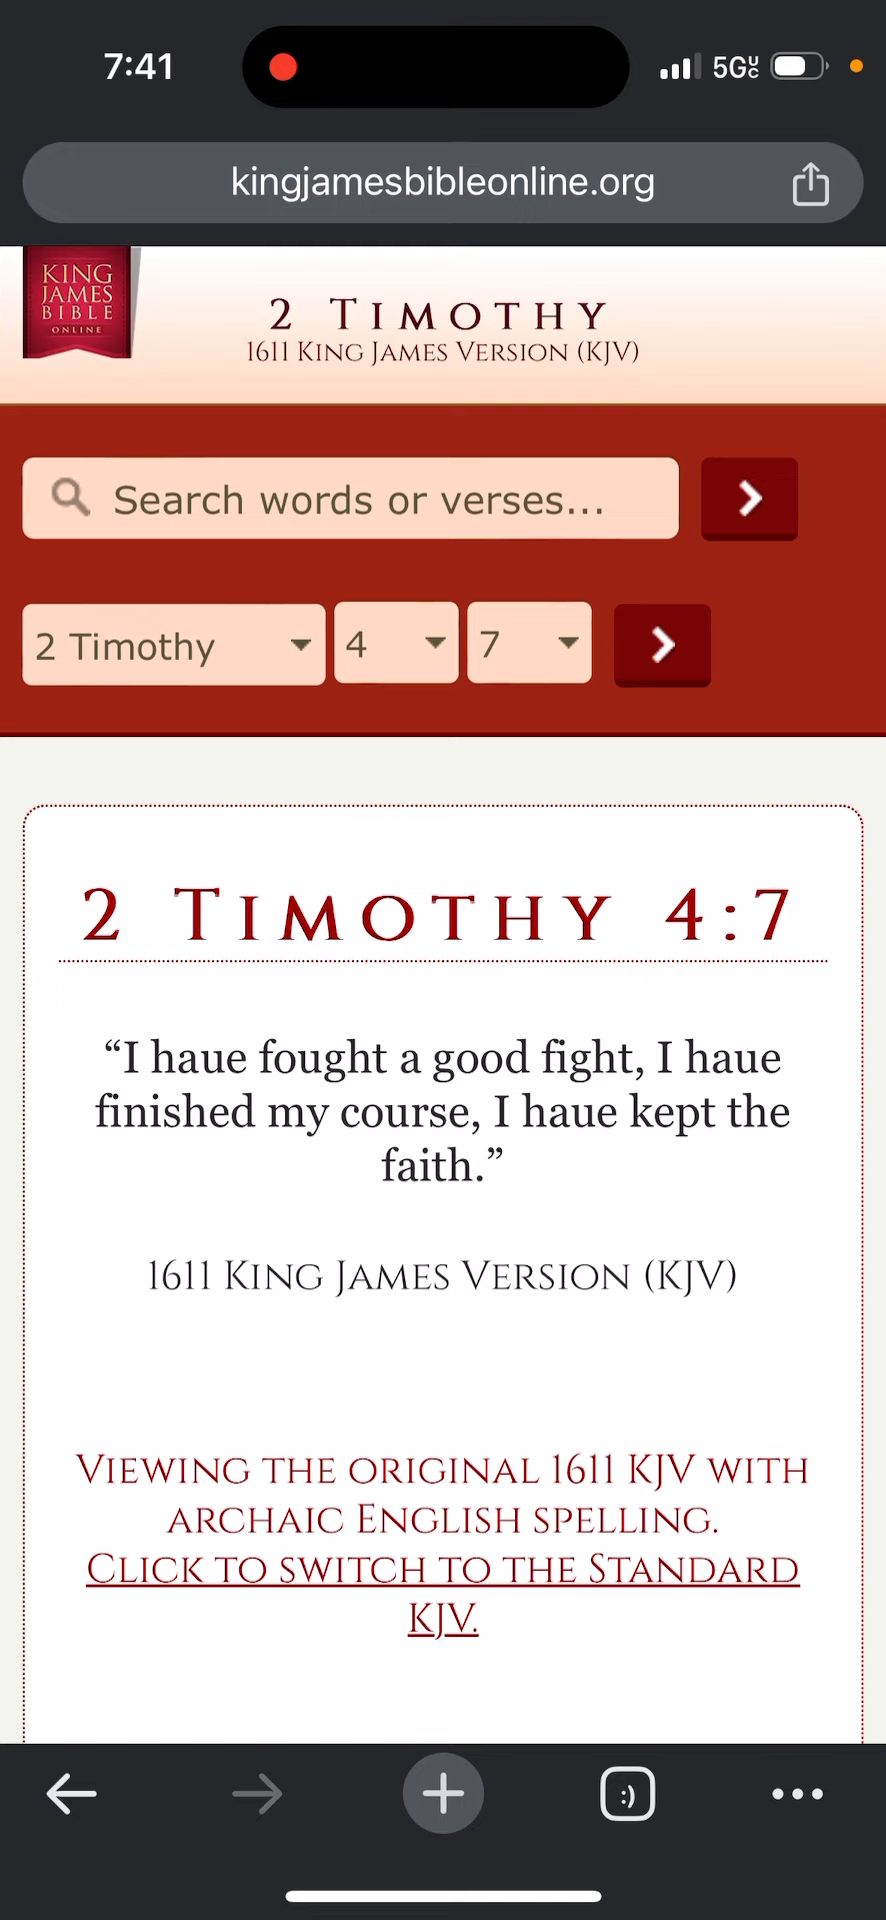 7:41
5GUC
kingjamesbibleonline.org
KING
JAMES
BIBLE
ONLINE
2 TIMOTHY
1611 KING JAMES VERSION (KJV)
Search words or verses...
2 Timothy 4 7
2 TIMOTHY 4:7
“I haue fought a good fight, I haue
finished my course, I haue kept the
faith.”
1611 KING JAMES VERSION (KJV)
VIEWING THE ORIGINAL 1611 KJV WITH
ARCHAIC ENGLISH SPELLING.
CLICK TO SWITCH TO THE STANDARD
KJV.
:)